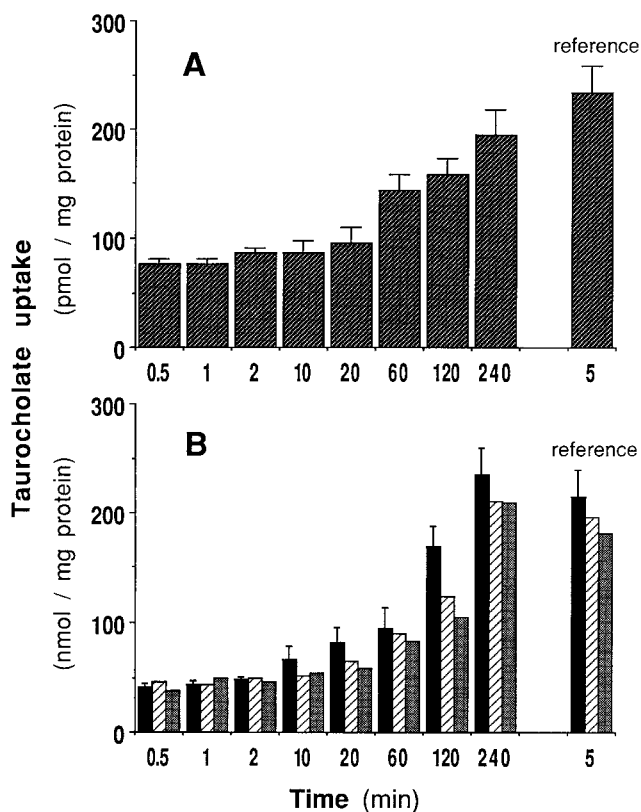 300
200
100
0
A
reference
0.5 1 2 10 20 60 120 240 5
Taurocholate uptake
(pmol / mg protein)
(nmol / mg protein)
300
200
100
0
B
reference
0.5 1 2 10 20 60 120 240 5
Time (min)